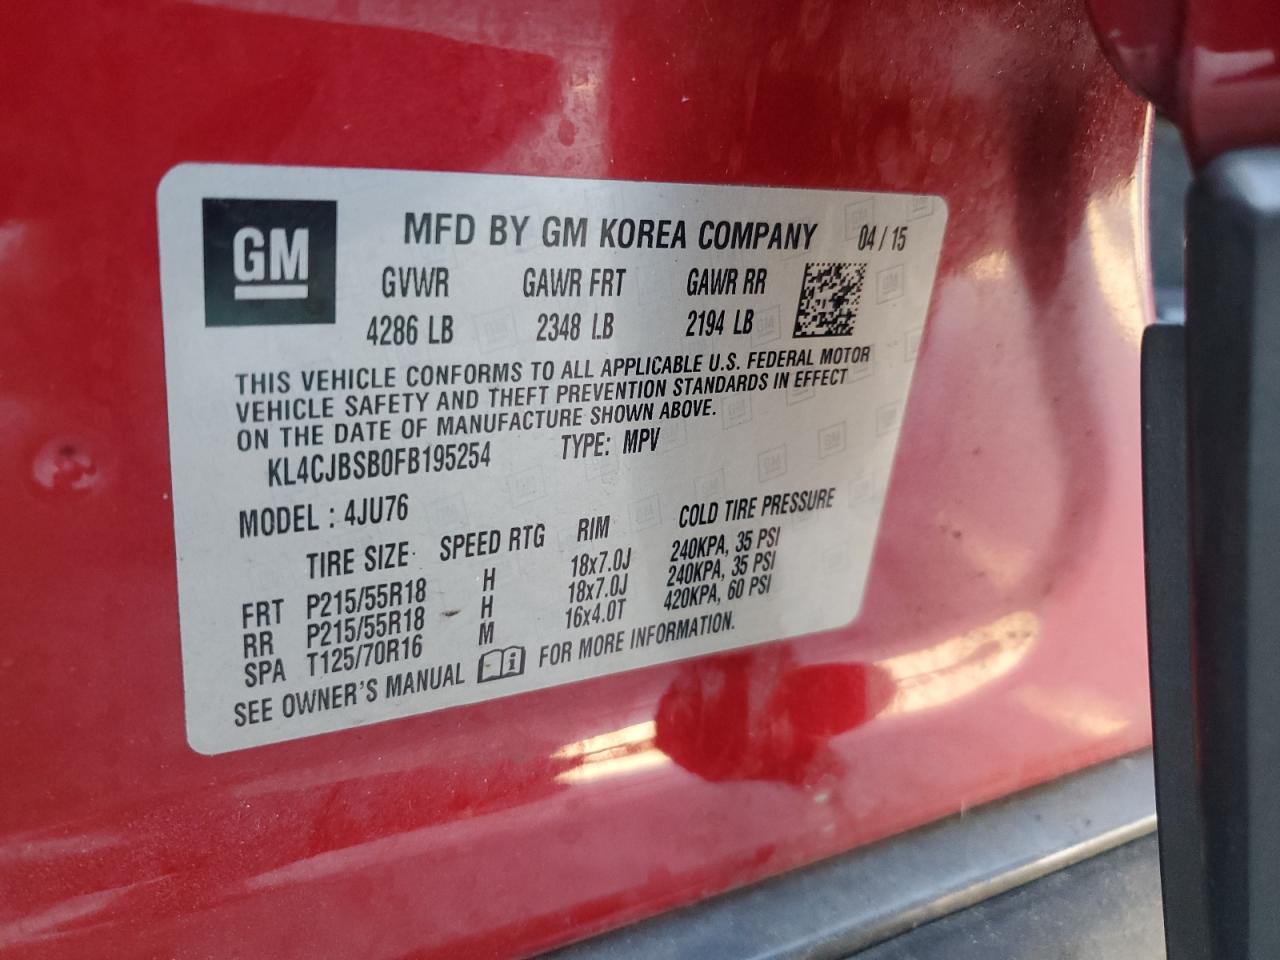 GM
MFD BY GM KOREA COMPANY 04 / 15
GVWR GAWR FRT GAWR RR
4286 LB 2348 LB 2194 LB
THIS VEHICLE CONFORMS TO ALL APPLICABLE U.S. FEDERAL MOTOR
VEHICLE SAFETY AND THEFT PREVENTION STANDARDS IN EFFECT
ON THE DATE OF MANUFACTURE SHOWN ABOVE.
KL4CJBSB0FB195254 TYPE: MPV
MODEL : 4JU76
TIRE SIZE SPEED RTG RIM COLD TIRE PRESSURE
FRT P215/55R18 H 18x7.0J 240KPA, 35 PSI
RR P215/55R18 H 18x7.0J 240KPA, 35 PSI
SPA T125/70R16 M 16x4.0T 420KPA, 60 PSI
SEE OWNER'S MANUAL FOR MORE INFORMATION.